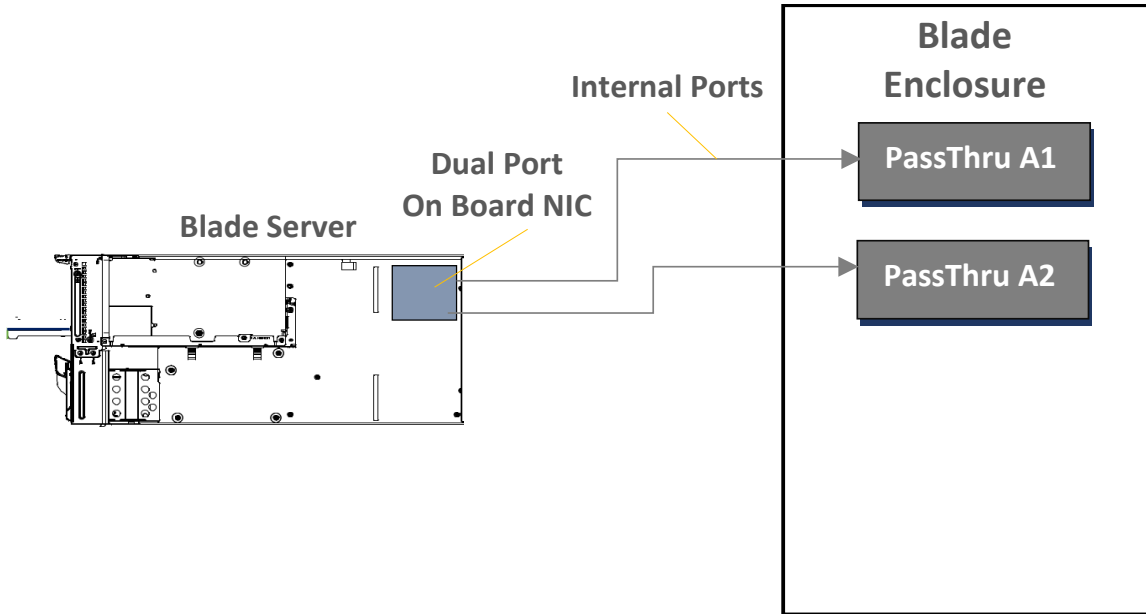 Blade
Enclosure
Internal Ports
PassThru A1
Dual Port
On Board NIC
Blade Server
PassThru A2